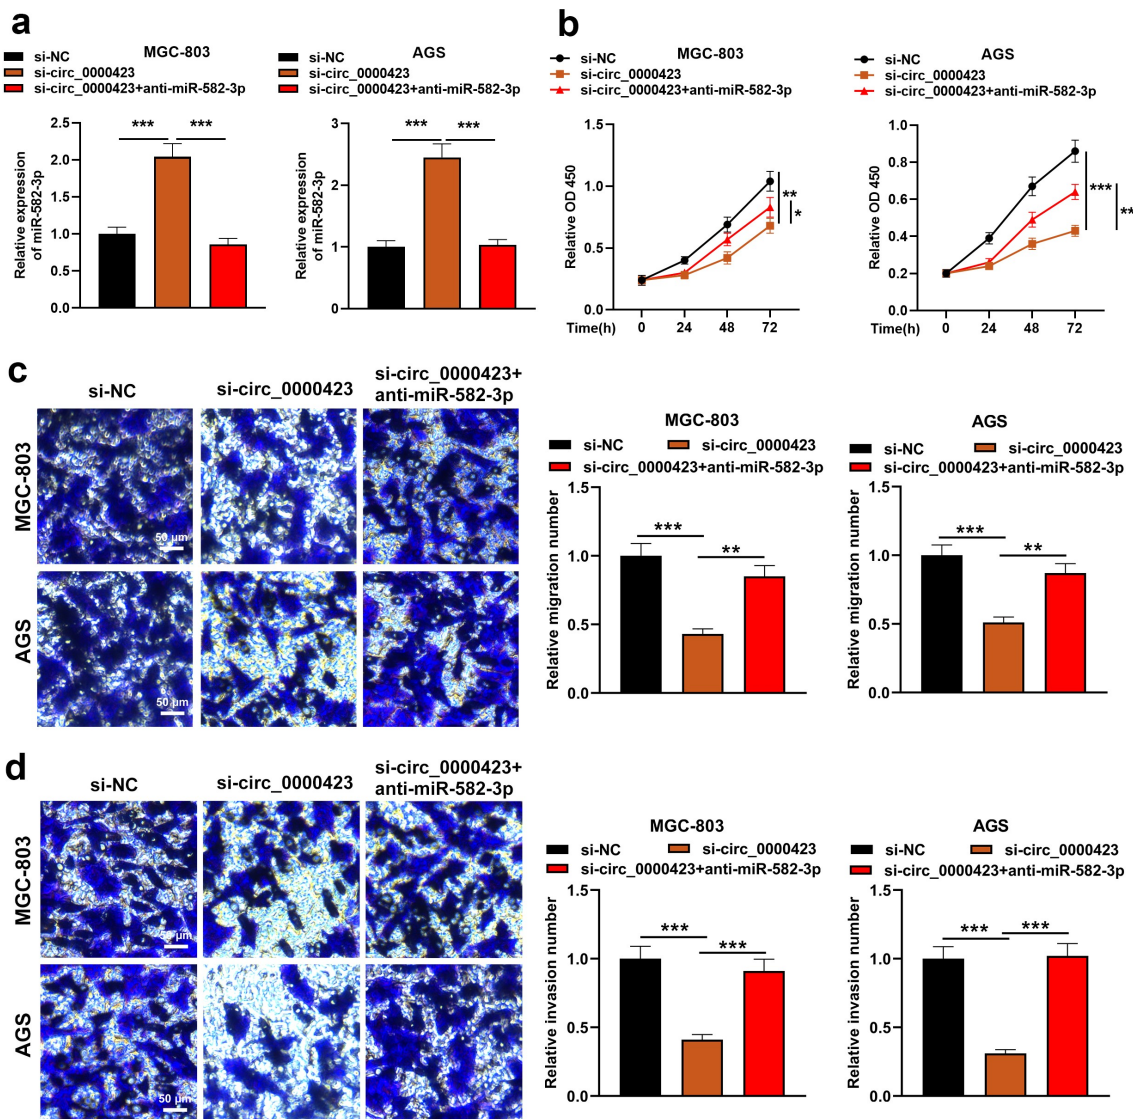 a
MGC-803
si-NC
si-circ_0000423
si-circ_0000423+anti-miR-582-3p
Relative expression
of miR-582-3p
2.5
2.0
1.5
1.0
0.5
0.0
***
***
AGS
si-NC
si-circ_0000423
si-circ_0000423+anti-miR-582-3p
Relative expression
of miR-582-3p
3
2
1
0
***
***
b
MGC-803
si-NC
si-circ_0000423
si-circ_0000423+anti-miR-582-3p
Relative OD 450
1.5
1.0
0.5
0.0
**
*
Time(h) 0 24 48 72
AGS
si-NC
si-circ_0000423
si-circ_0000423+anti-miR-582-3p
Relative OD 450
1.0
0.8
0.6
0.4
0.2
0.0
***
**
Time(h) 0 24 48 72
c
si-NC
si-circ_0000423
si-circ_0000423+
anti-miR-582-3p
MGC-803
50 μm
AGS
50 μm
MGC-803
si-NC
si-circ_0000423
si-circ_0000423+anti-miR-582-3p
Relative migration number
1.5
1.0
0.5
0.0
***
**
AGS
si-NC
si-circ_0000423
si-circ_0000423+anti-miR-582-3p
Relative migration number
1.5
1.0
0.5
0.0
***
**
d
si-NC
si-circ_0000423
si-circ_0000423+
anti-miR-582-3p
MGC-803
50 μm
AGS
50 μm
MGC-803
si-NC
si-circ_0000423
si-circ_0000423+anti-miR-582-3p
Relative invasion number
1.5
1.0
0.5
0.0
***
***
AGS
si-NC
si-circ_0000423
si-circ_0000423+anti-miR-582-3p
Relative invasion number
1.5
1.0
0.5
0.0
***
***